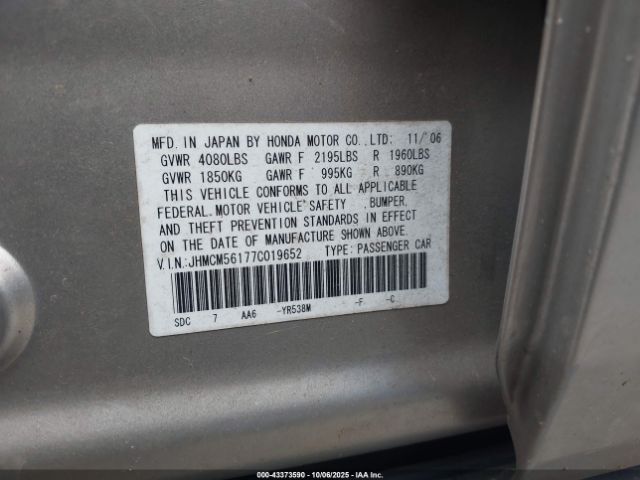 MFD. IN JAPAN BY HONDA MOTOR CO.,LTD: 11/'06
GVWR 4080LBS GAWR F 2195LBS R 1960LBS
GVWR 1850KG GAWR F 995KG R 890KG
THIS VEHICLE CONFORMS TO ALL APPLICABLE
FEDERAL MOTOR VEHICLE SAFETY ,BUMPER,
AND THEFT PREVENTION STANDARDS IN EFFECT
ON THE DATE OF MANUFACTURE SHOWN ABOVE.
V.I.N.:JHMCM56177C019652 TYPE: PASSENGER CAR
SDC 7 AA6 -YR538M -F -C
000-43373590 - 10/06/2025 - IAA Inc.